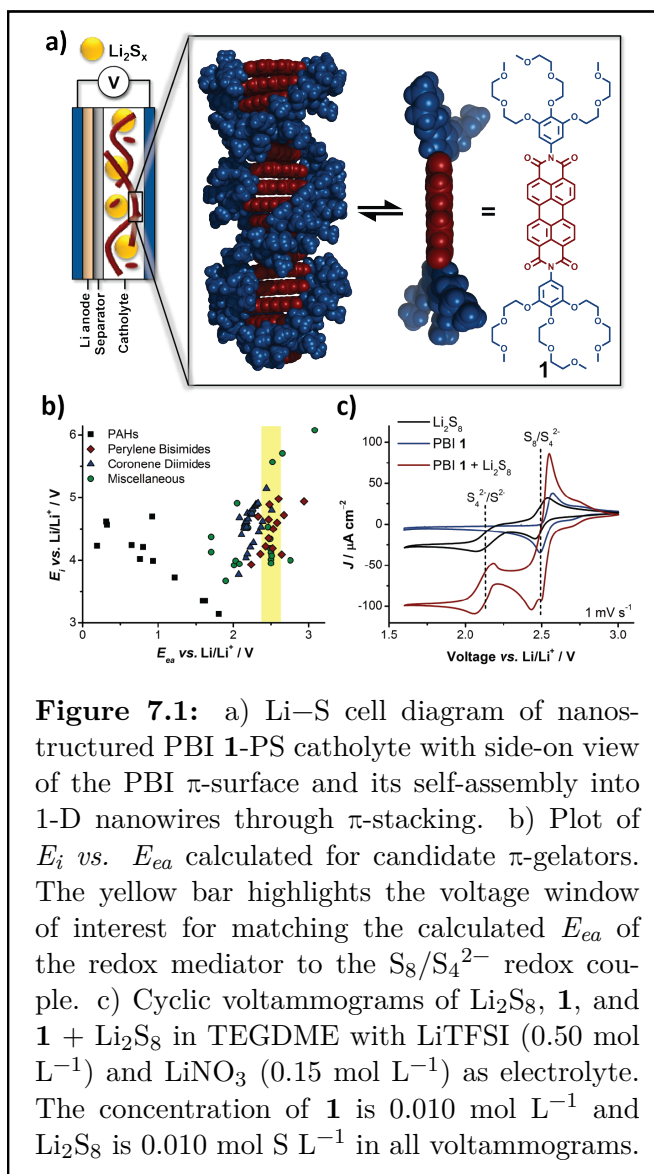 a)
Li2Sx
V
Li anode
Separator
Catholyte
=
O O O O O O O O O
O N O
O N O
O O O O O O O O O
1
b)
PAHs
Perylene Bisimides
Coronene Diimides
Miscellaneous
Ei vs. Li/Li+ / V
6
5
4
3
0 1 2 3
Eea vs. Li/Li+ / V
c)
Li2S8
PBI 1
PBI 1 + Li2S8
S8/S4^2-
S4^2-/S^2-
J / µA cm−2
100
50
0
-50
-100
1 mV s-1
1.5 2.0 2.5 3.0
Voltage vs. Li/Li+ / V
Figure 7.1: a) Li−S cell diagram of nanos-
tructured PBI 1-PS catholyte with side-on view
of the PBI π-surface and its self-assembly into
1-D nanowires through π-stacking. b) Plot of
Ei vs. Eea calculated for candidate π-gelators.
The yellow bar highlights the voltage window
of interest for matching the calculated Eea of
the redox mediator to the S8/S4^2− redox cou-
ple. c) Cyclic voltammograms of Li2S8, 1, and
1 + Li2S8 in TEGDME with LiTFSI (0.50 mol
L−1) and LiNO3 (0.15 mol L−1) as electrolyte.
The concentration of 1 is 0.010 mol L−1 and
Li2S8 is 0.010 mol S L−1 in all voltammograms.